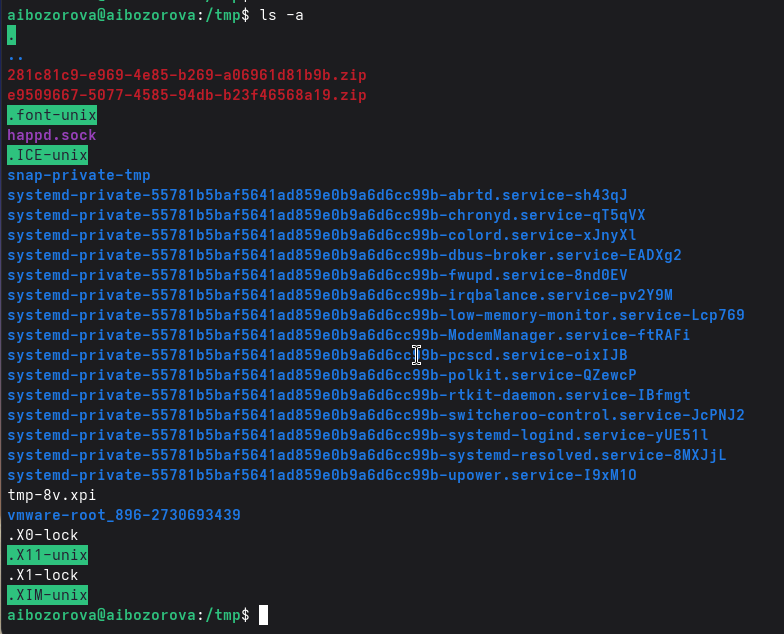 aibozorova@aibozorova:/tmp$ ls -a
.
..
281c81c9-e969-4e85-b269-a06961d81b9b.zip
e9509667-5077-4585-94db-b23f46568a19.zip
.font-unix
happd.sock
.ICE-unix
snap-private-tmp
systemd-private-55781b5baf5641ad859e0b9a6d6cc99b-abrtd.service-sh43qJ
systemd-private-55781b5baf5641ad859e0b9a6d6cc99b-chronyd.service-qT5qVX
systemd-private-55781b5baf5641ad859e0b9a6d6cc99b-colord.service-xJnyXl
systemd-private-55781b5baf5641ad859e0b9a6d6cc99b-dbus-broker.service-EADXg2
systemd-private-55781b5baf5641ad859e0b9a6d6cc99b-fwupd.service-8nd0EV
systemd-private-55781b5baf5641ad859e0b9a6d6cc99b-irqbalance.service-pv2Y9M
systemd-private-55781b5baf5641ad859e0b9a6d6cc99b-low-memory-monitor.service-Lcp769
systemd-private-55781b5baf5641ad859e0b9a6d6cc99b-ModemManager.service-ftRAFi
systemd-private-55781b5baf5641ad859e0b9a6d6cc99b-pcscd.service-oixIJB
systemd-private-55781b5baf5641ad859e0b9a6d6cc99b-polkit.service-QZewcP
systemd-private-55781b5baf5641ad859e0b9a6d6cc99b-rtkit-daemon.service-IBfmgt
systemd-private-55781b5baf5641ad859e0b9a6d6cc99b-switcheroo-control.service-JcPNJ2
systemd-private-55781b5baf5641ad859e0b9a6d6cc99b-systemd-logind.service-yUE51l
systemd-private-55781b5baf5641ad859e0b9a6d6cc99b-systemd-resolved.service-8MXJjL
systemd-private-55781b5baf5641ad859e0b9a6d6cc99b-upower.service-I9xM1O
tmp-8v.xpi
vmware-root_896-2730693439
.X0-lock
.X11-unix
.X1-lock
.XIM-unix
aibozorova@aibozorova:/tmp$